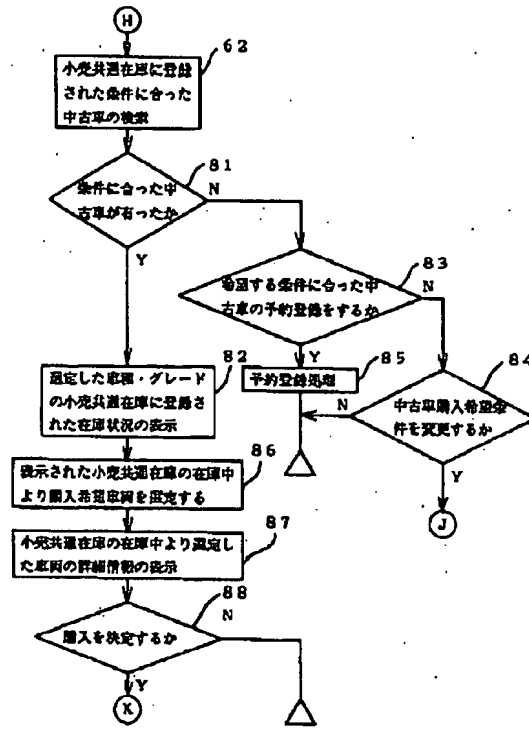 H
62
小売共通在庫に登録
された条件に合った
中古車の検索
81
条件に合った中
古車が有ったか
N
Y
83
希望する条件に合った中
古車の予約登録をするか
N
Y
85
予約登録処理
84
中古車購入希望条
件を変更するか
N
Y
J
82
選定した車種・グレード
の小売共通在庫に登録さ
れた在庫状況の表示
86
表示された小売共通在庫の在庫中
より購入希望車両を選定する
87
小売共通在庫の在庫中より選定し
た車両の詳細情報の表示
88
購入を決定するか
N
Y
K